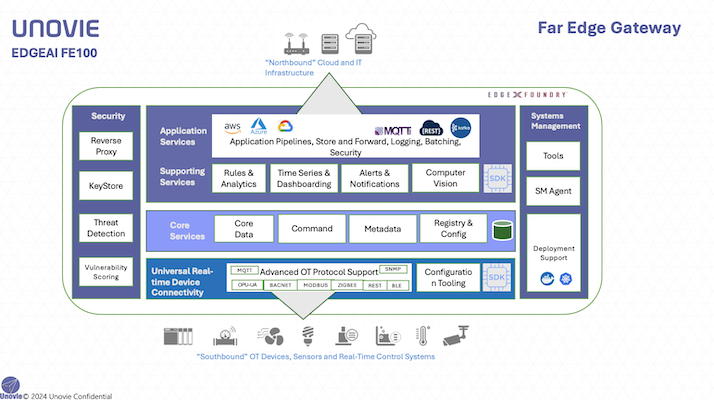 UNOVIE
EDGEAI FE100
Far Edge Gateway
"Northbound" Cloud and IT
Infrastructure
EDGE X FOUNDRY
Security
Reverse
Proxy
KeyStore
Threat
Detection
Vulnerability
Scoring
Application
Services
aws
Azure
MQTT
{REST}
kafka
Application Pipelines, Store and Forward, Logging, Batching,
Security
Supporting
Services
Rules &
Analytics
Time Series &
Dashboarding
Alerts &
Notifications
Computer
Vision
SDK
Core
Services
Core
Data
Command
Metadata
Registry &
Config
Universal Real-
time Device
Connectivity
MQTT
Advanced OT Protocol Support
SNMP
OPU-UA
BACNET
MODBUS
ZIGBEE
REST
BLE
Configuratio
n Tooling
SDK
Systems
Management
Tools
SM Agent
Deployment
Support
"Southbound" OT Devices, Sensors and Real-Time Control Systems
Unovie © 2024 Unovie Confidential